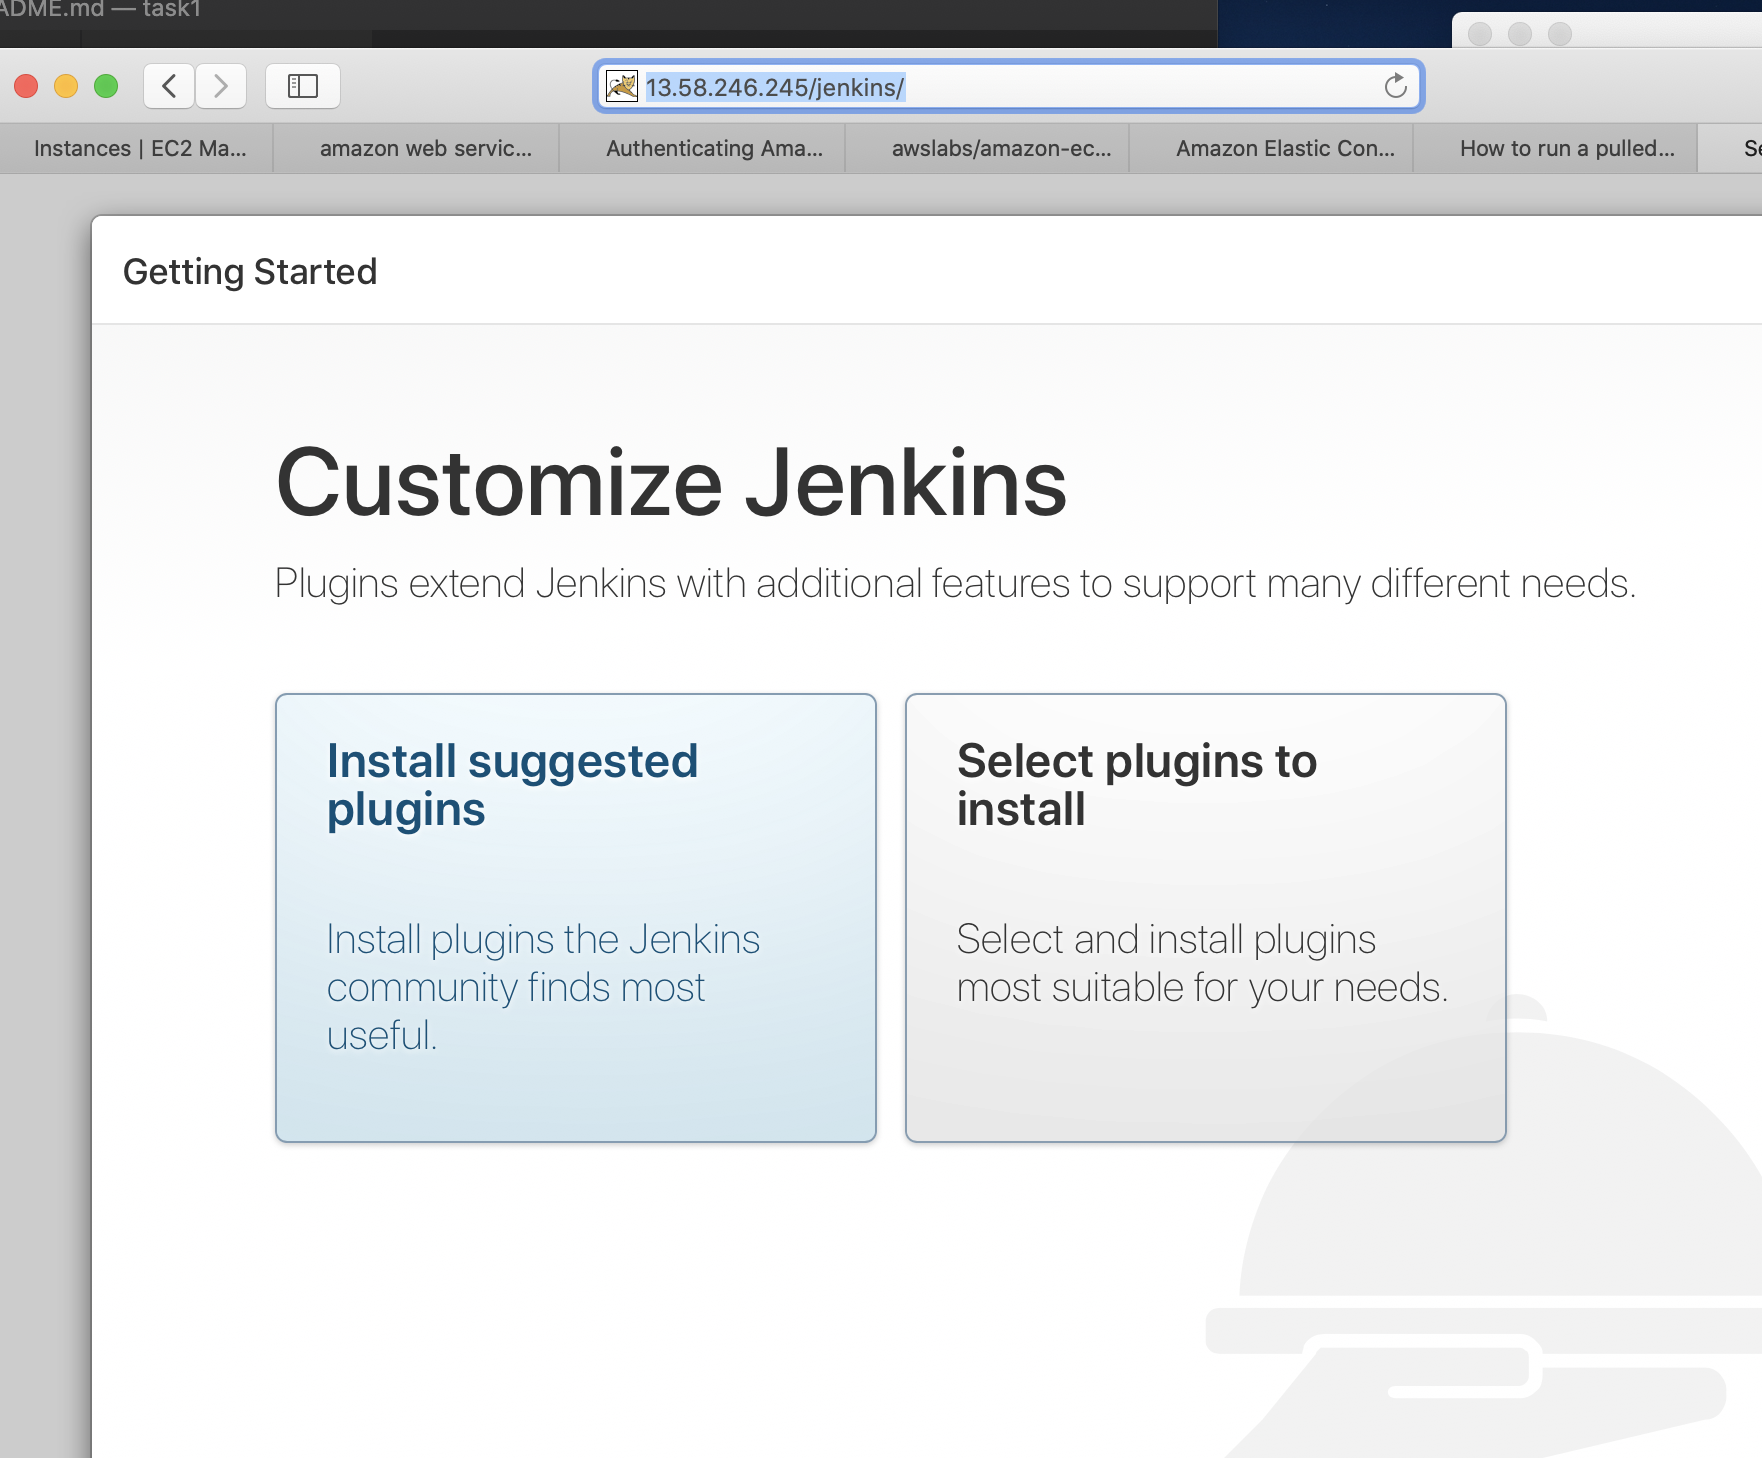 ADME.md — task1
13.58.246.245/jenkins/
Instances | EC2 Ma...
amazon web servic...
Authenticating Ama...
awslabs/amazon-ec...
Amazon Elastic Con...
How to run a pulled...
Se
Getting Started
Customize Jenkins
Plugins extend Jenkins with additional features to support many different needs.
Install suggested
plugins
Install plugins the Jenkins
community finds most
useful.
Select plugins to
install
Select and install plugins
most suitable for your needs.